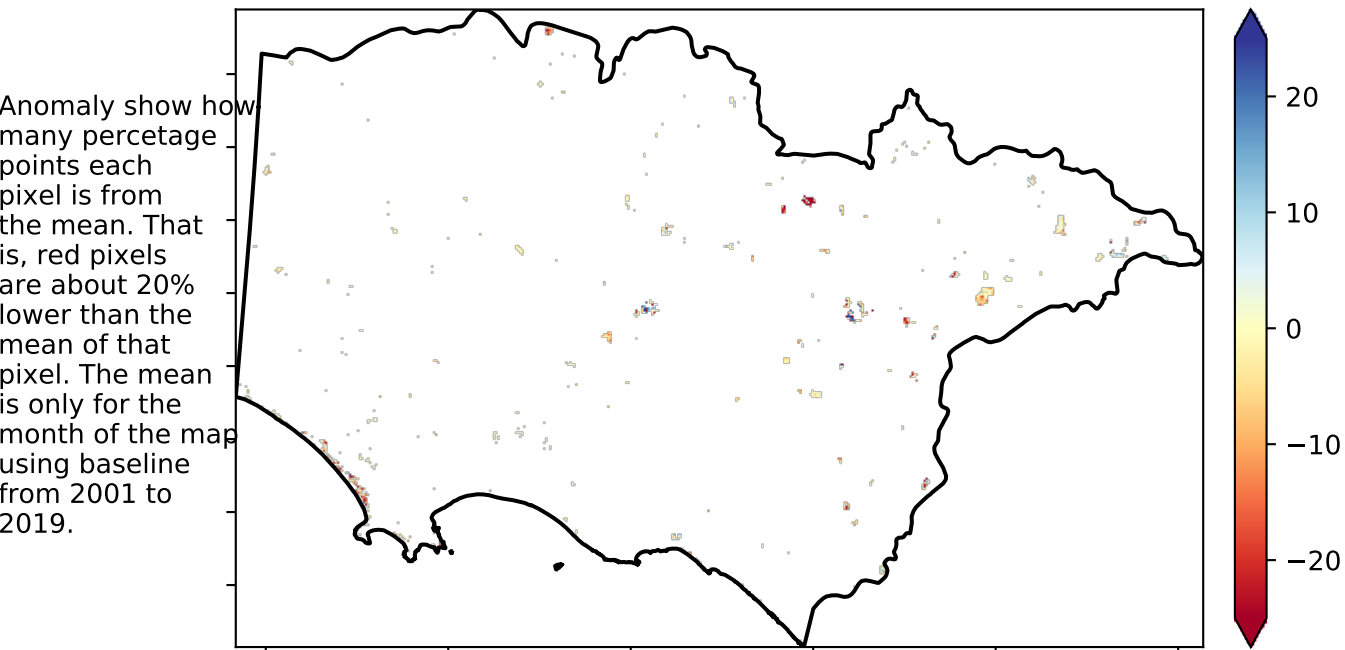 Anomaly show how
many percetage
points each
pixel is from
the mean. That
is, red pixels
are about 20%
lower than the
mean of that
pixel. The mean
is only for the
month of the map
using baseline
from 2001 to
2019.
20
10
0
−10
−20